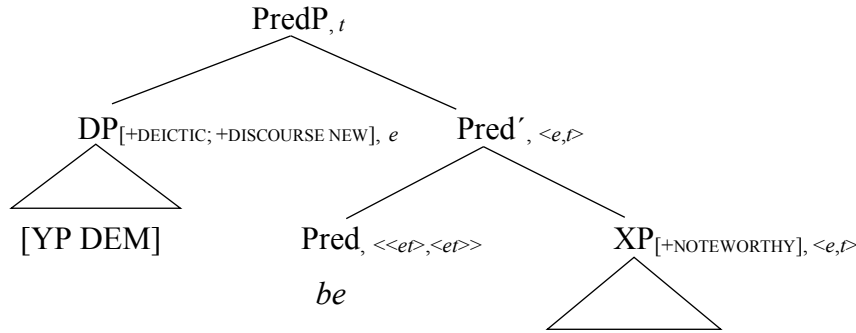 PredP, t
DP[+DEICTIC; +DISCOURSE NEW], e
Pred´, <e,t>
[YP DEM]
Pred, <<et>,<et>>
XP[+NOTEWORTHY], <e,t>
be